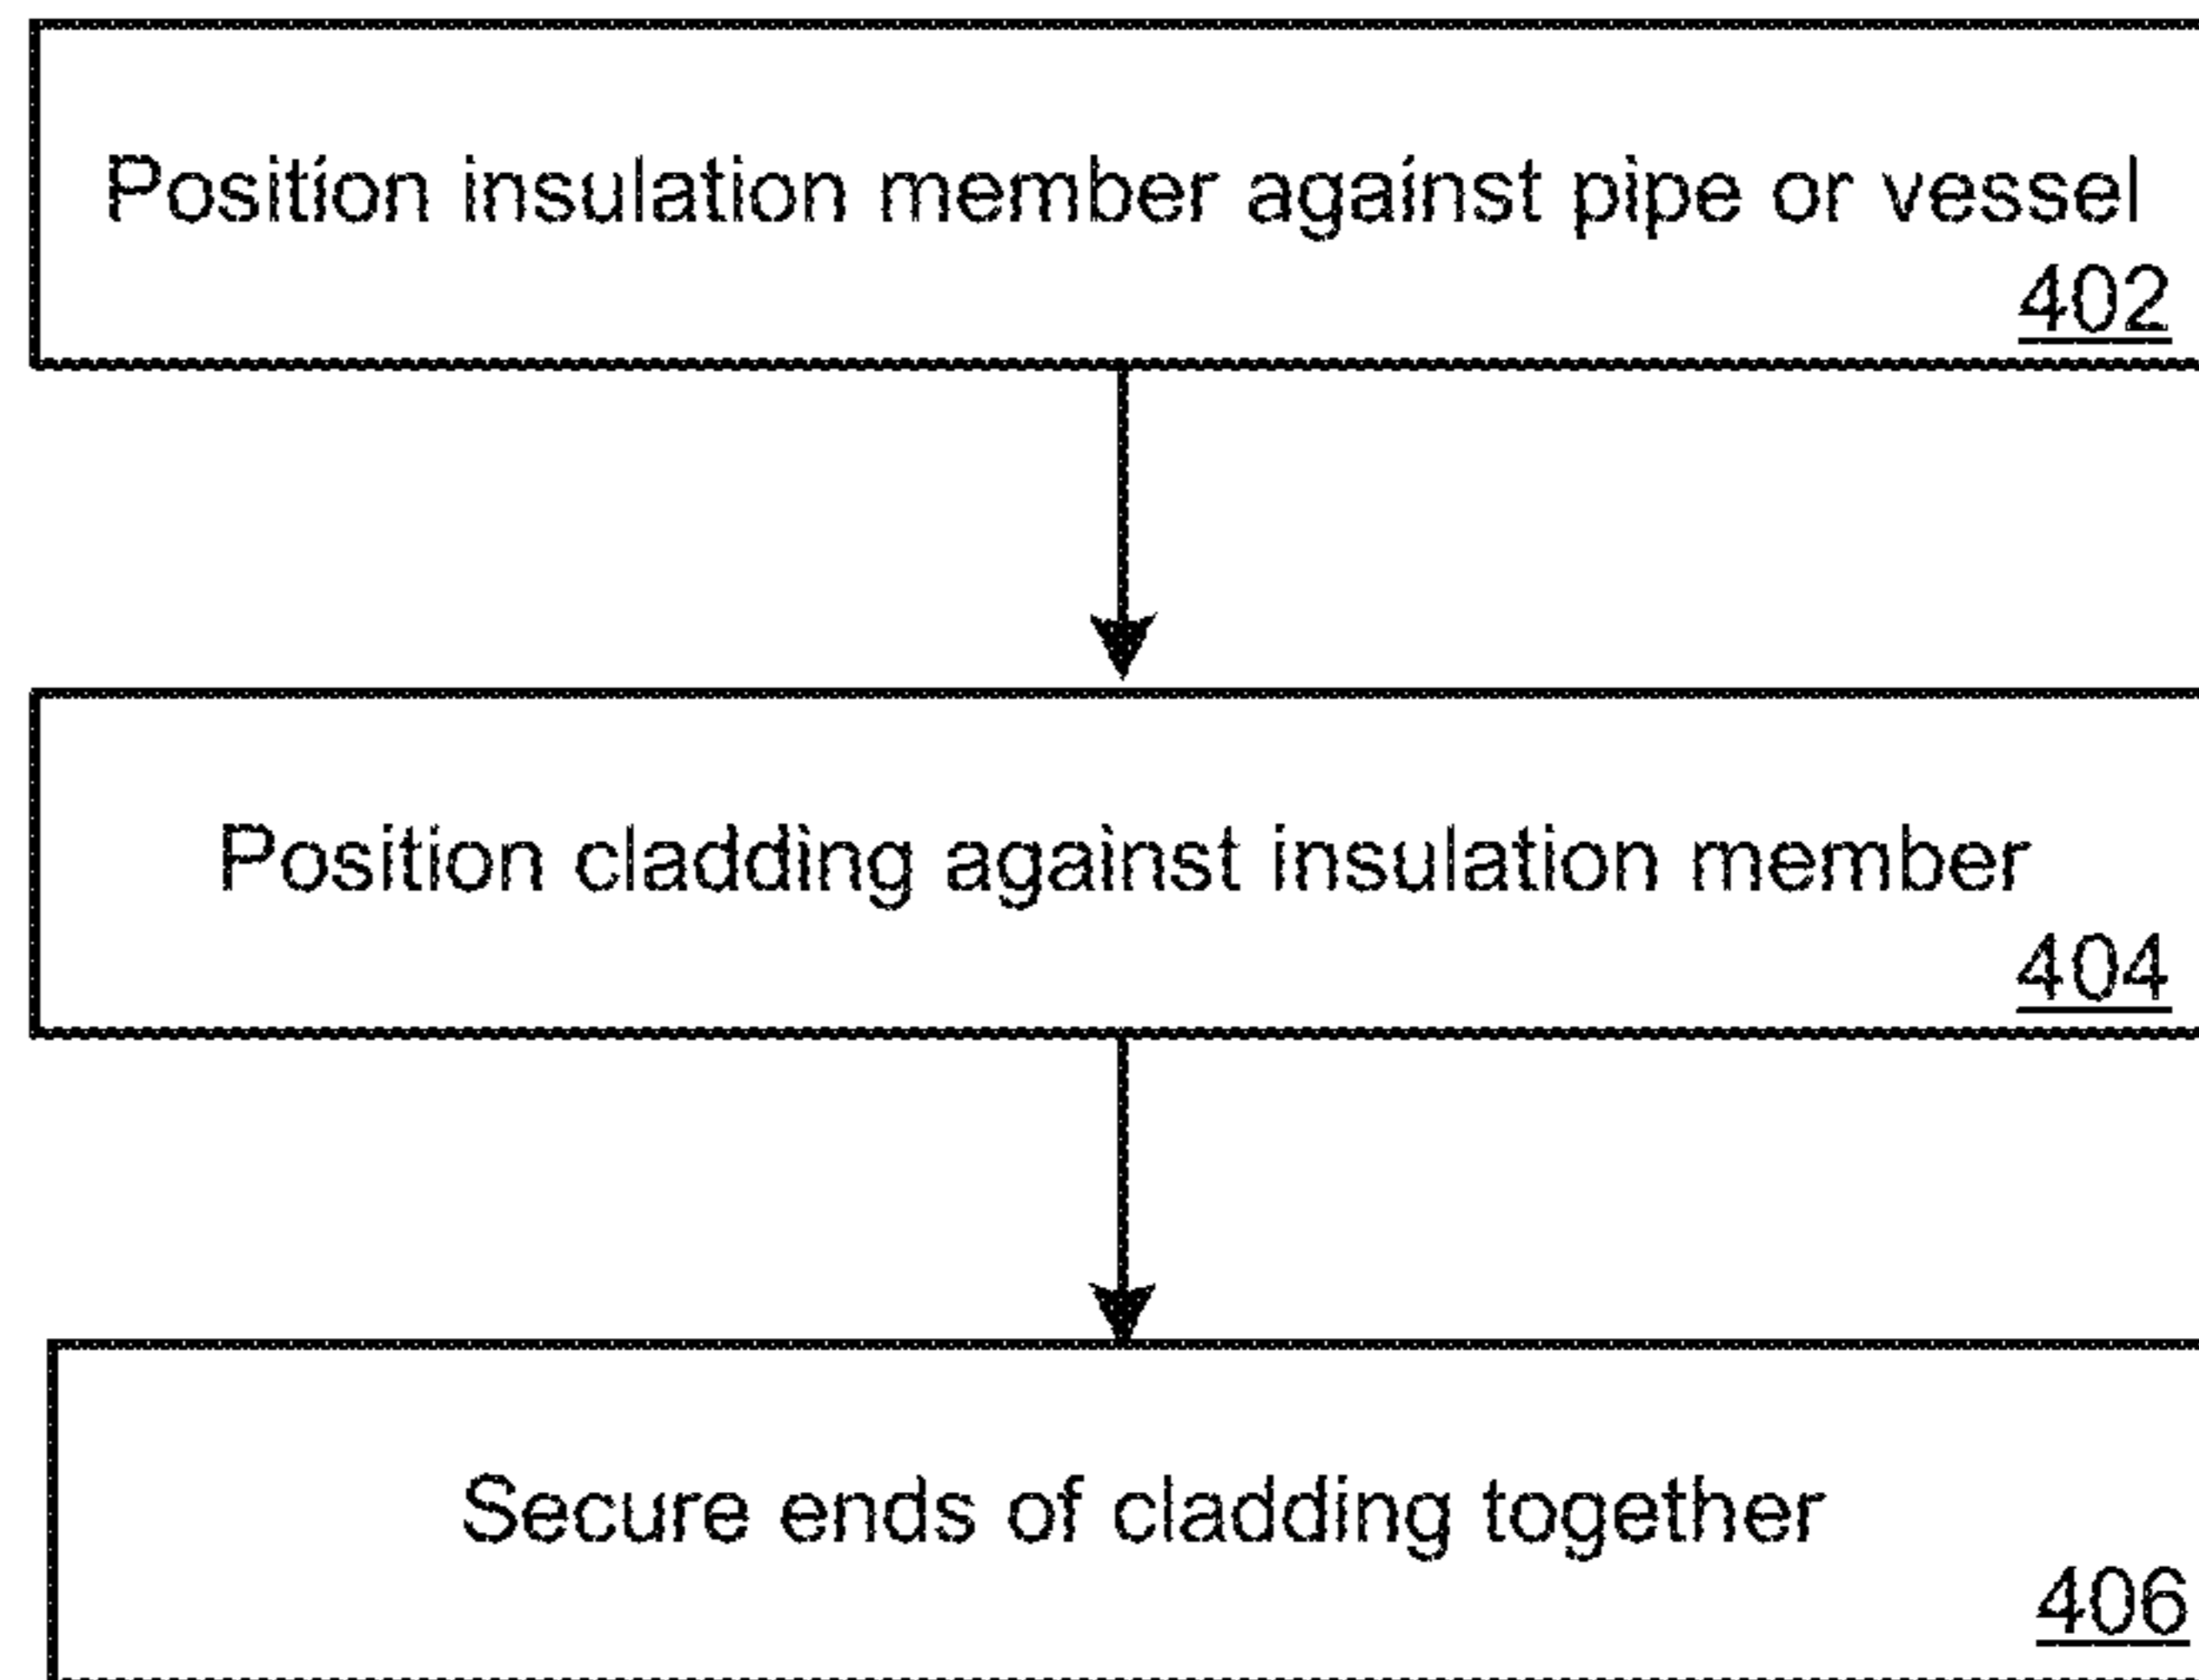 Position insulation member against pipe or vessel
402
Position cladding against insulation member
404
Secure ends of cladding together
406